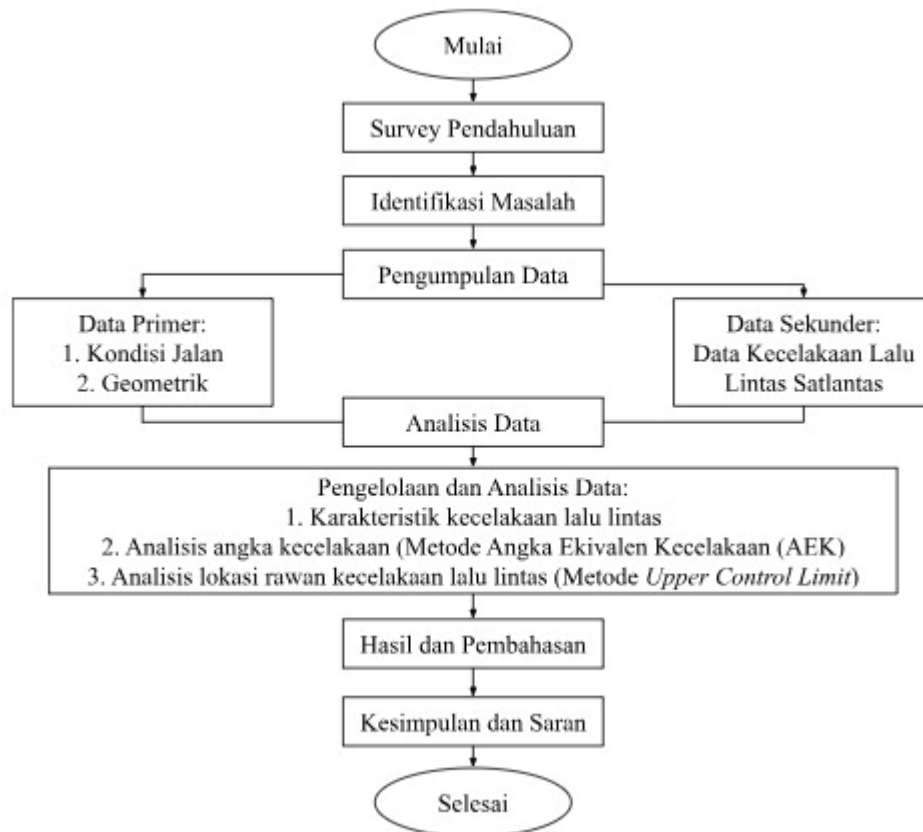 Mulai
Survey Pendahuluan
Identifikasi Masalah
Pengumpulan Data
Data Primer:
1. Kondisi Jalan
2. Geometrik
Data Sekunder:
Data Kecelakaan Lalu
Lintas Satlantas
Analisis Data
Pengelolaan dan Analisis Data:
1. Karakteristik kecelakaan lalu lintas
2. Analisis angka kecelakaan (Metode Angka Ekivalen Kecelakaan (AEK)
3. Analisis lokasi rawan kecelakaan lalu lintas (Metode Upper Control Limit)
Hasil dan Pembahasan
Kesimpulan dan Saran
Selesai